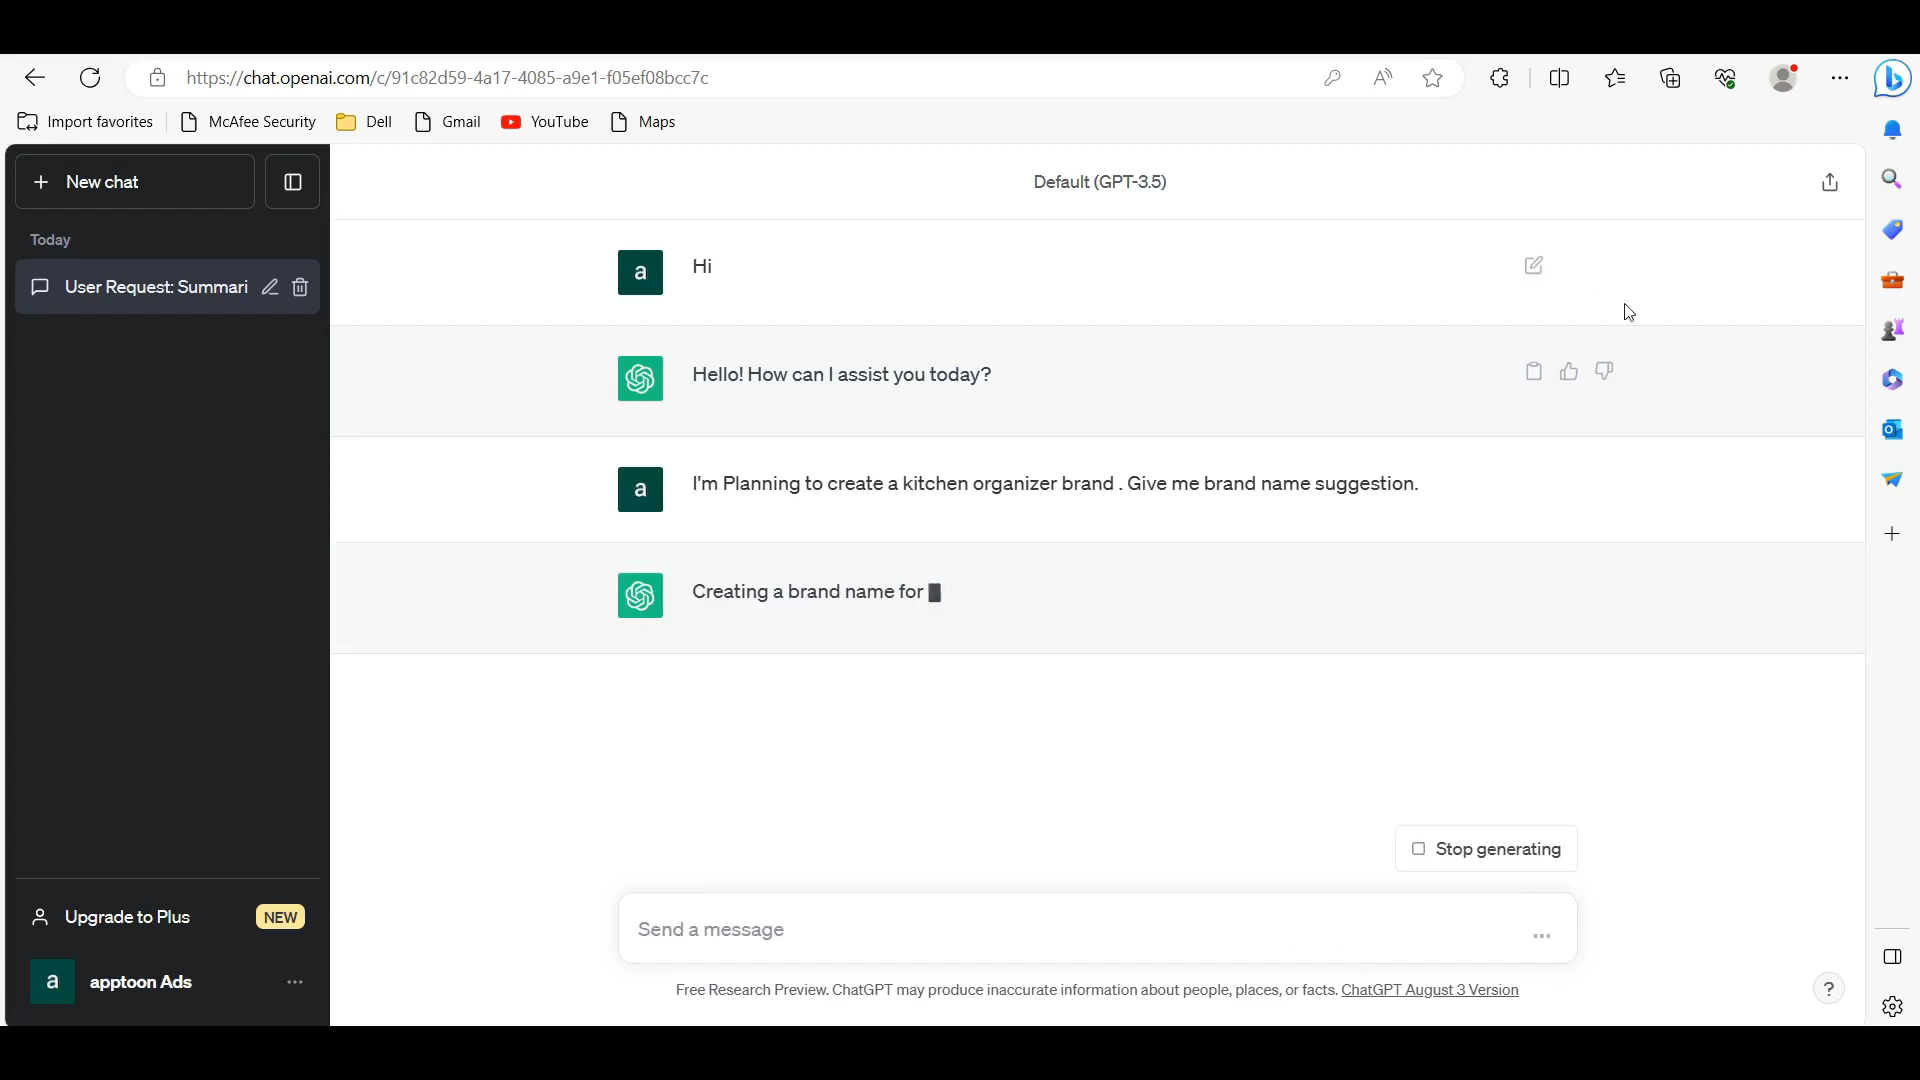 https://chat.openai.com/c/91c82d59-4a17-4085-a9e1-f05ef08bcc7c
Import favorites
McAfee Security
Dell
Gmail
YouTube
Maps
New chat
Default (GPT-3.5)
Today
User Request: Summari
a
Hi
Hello! How can I assist you today?
a
I'm Planning to create a kitchen organizer brand . Give me brand name suggestion.
Creating a brand name for
Stop generating
Upgrade to Plus
NEW
Send a message
a
apptoon Ads
Free Research Preview. ChatGPT may produce inaccurate information about people, places, or facts. ChatGPT August 3 Version
?